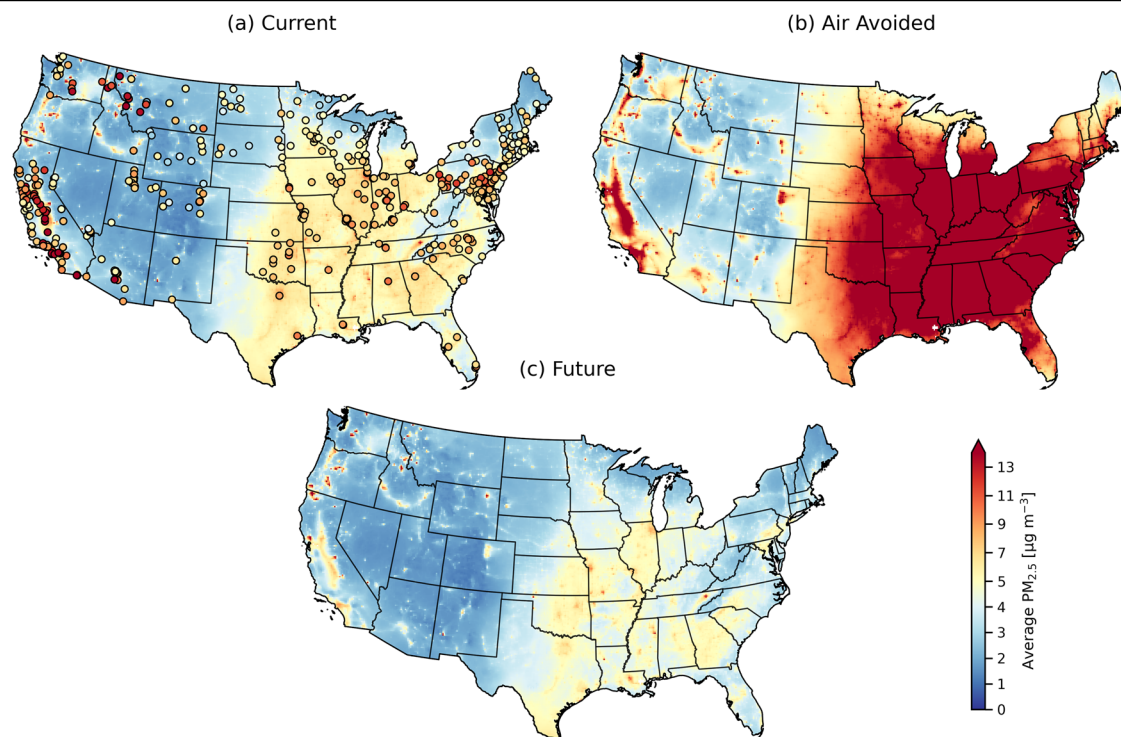 (a) Current
(b) Air Avoided
(c) Future
13
11
9
7
5
4
3
2
1
0
Average PM₂.₅ [µg m⁻³]